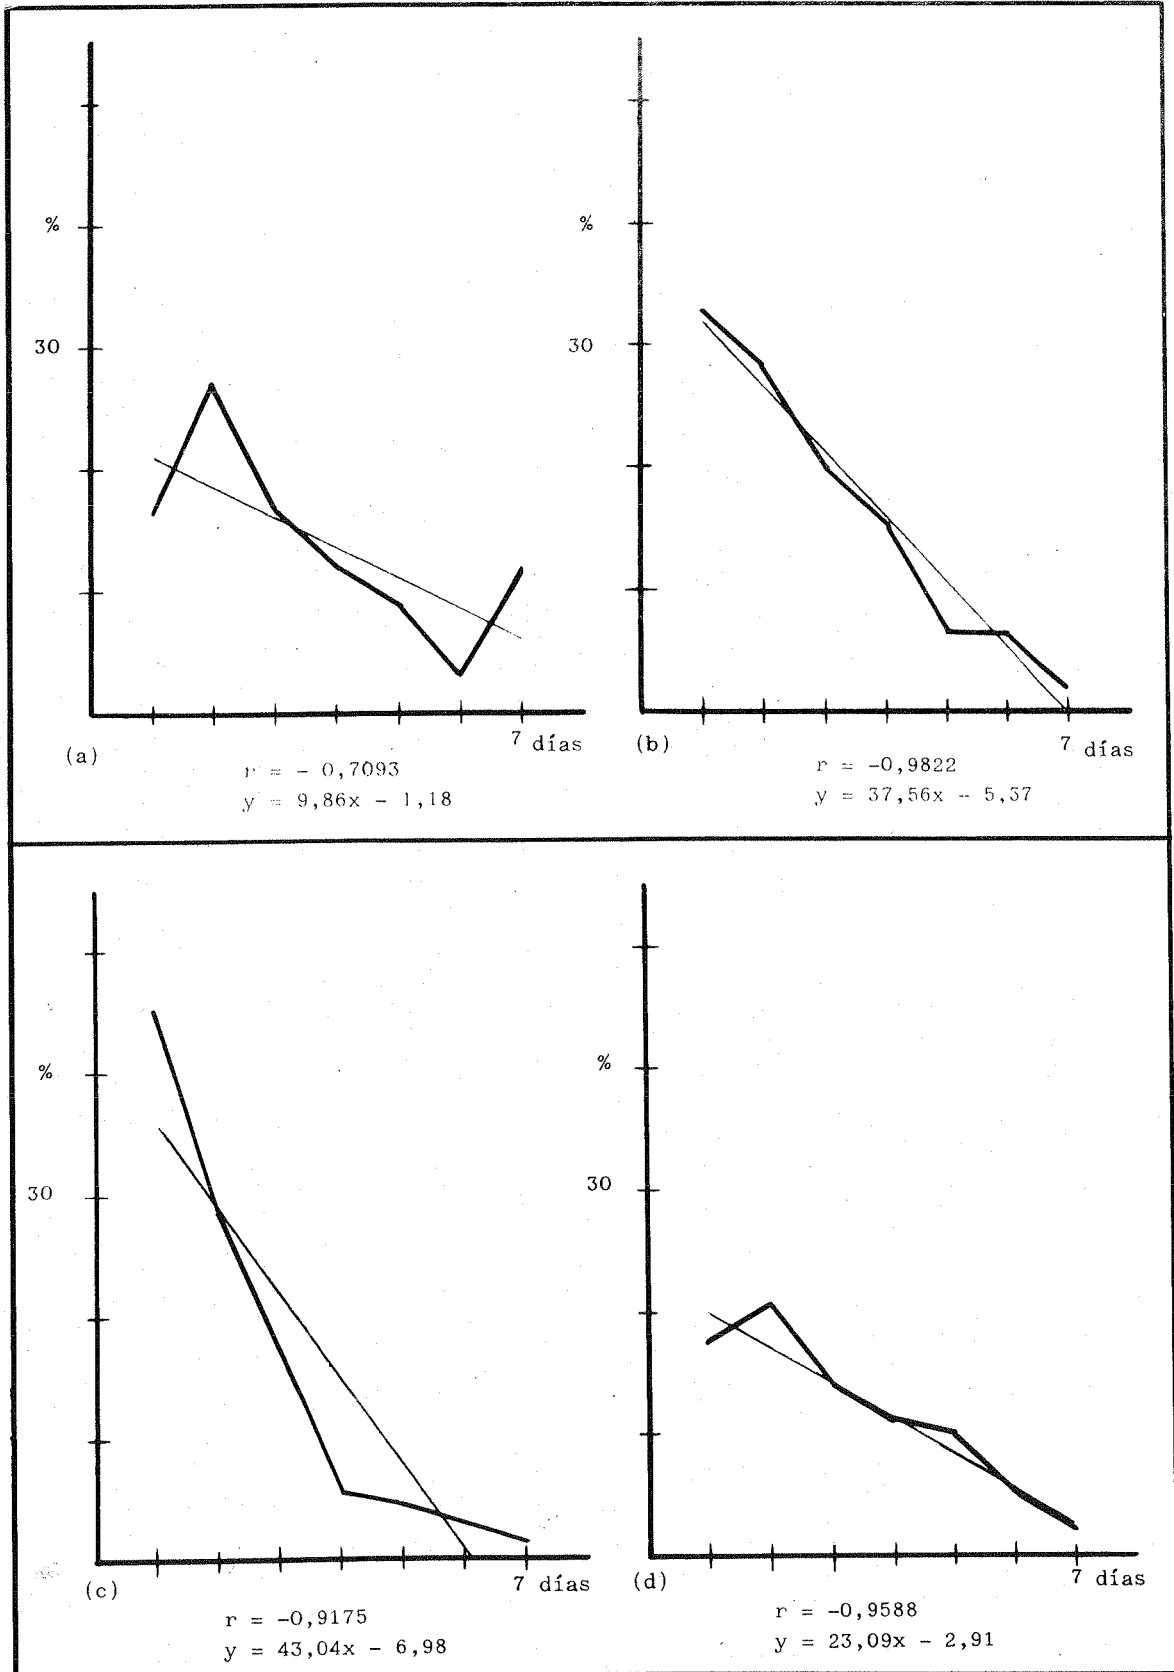 %
30
7 días
(a)
r = - 0,7093
y = 9,86x - 1,18
%
30
7 días
(b)
r = -0,9822
y = 37,56x - 5,37
%
30
7 días
(c)
r = -0,9175
y = 43,04x - 6,98
%
30
7 días
(d)
r = -0,9588
y = 23,09x - 2,91